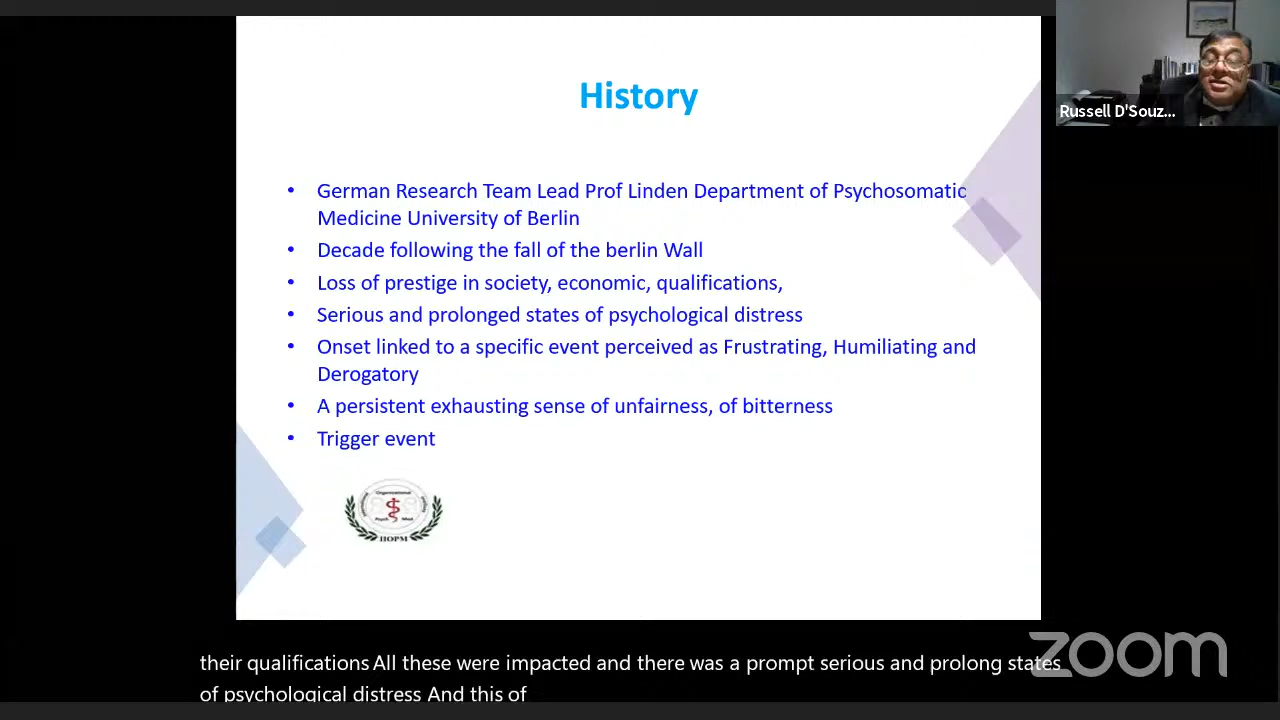 History
Russell D'Souz...
• German Research Team Lead Prof Linden Department of Psychosomatic
Medicine University of Berlin
• Decade following the fall of the berlin Wall
• Loss of prestige in society, economic, qualifications,
• Serious and prolonged states of psychological distress
• Onset linked to a specific event perceived as Frustrating, Humiliating and
Derogatory
• A persistent exhausting sense of unfairness, of bitterness
• Trigger event
Organizational
Psych
Med
IIOPM
their qualifications All these were impacted and there was a prompt serious and prolong states
of psychological distress And this of
zoom